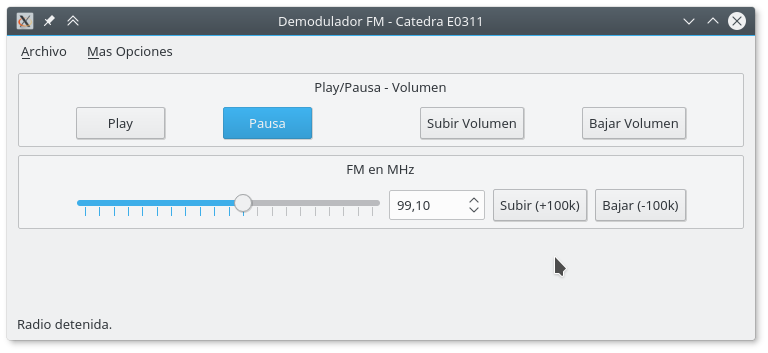 Demodulador FM - Catedra E0311
Archivo Mas Opciones
Play/Pausa - Volumen
Play Pausa Subir Volumen Bajar Volumen
FM en MHz
99,10 Subir (+100k) Bajar (-100k)
Radio detenida.